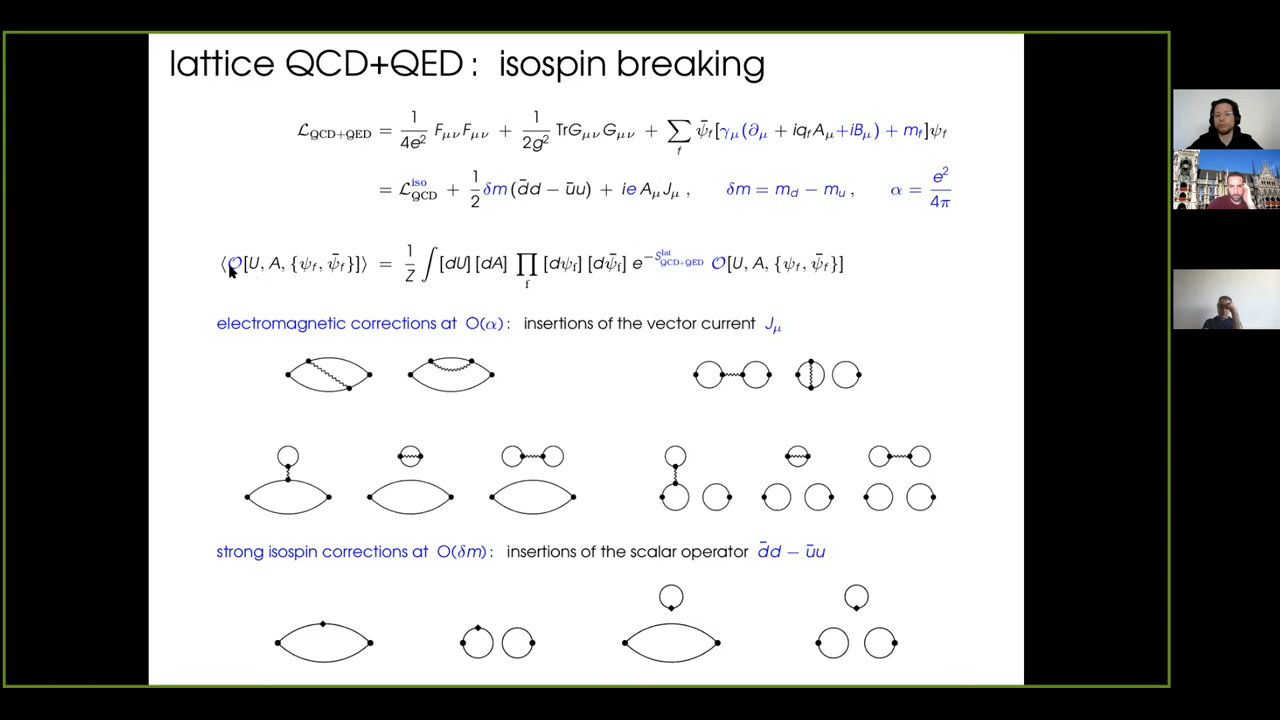 lattice QCD+QED : isospin breaking
ℒ_QCD+QED = 1/4e² F_μν F_μν + 1/2g² TrG_μν G_μν + ∑_f ψ̄_f[γ_μ(∂_μ + iq_f A_μ+iB_μ) + m_f]ψ_f
= ℒ_QCD^iso + 1/2 δm (d̄d − ūu) + ie A_μ J_μ , δm = m_d − m_u , α = e²/4π
⟨𝒪[U, A, {ψ_f, ψ̄_f}]⟩ = 1/Z ∫[dU] [dA] ∏_f [dψ_f] [dψ̄_f] e^−S^lat_QCD+QED 𝒪[U, A, {ψ_f, ψ̄_f}]
electromagnetic corrections at O(α) : insertions of the vector current J_μ
strong isospin corrections at O(δm) : insertions of the scalar operator d̄d − ūu